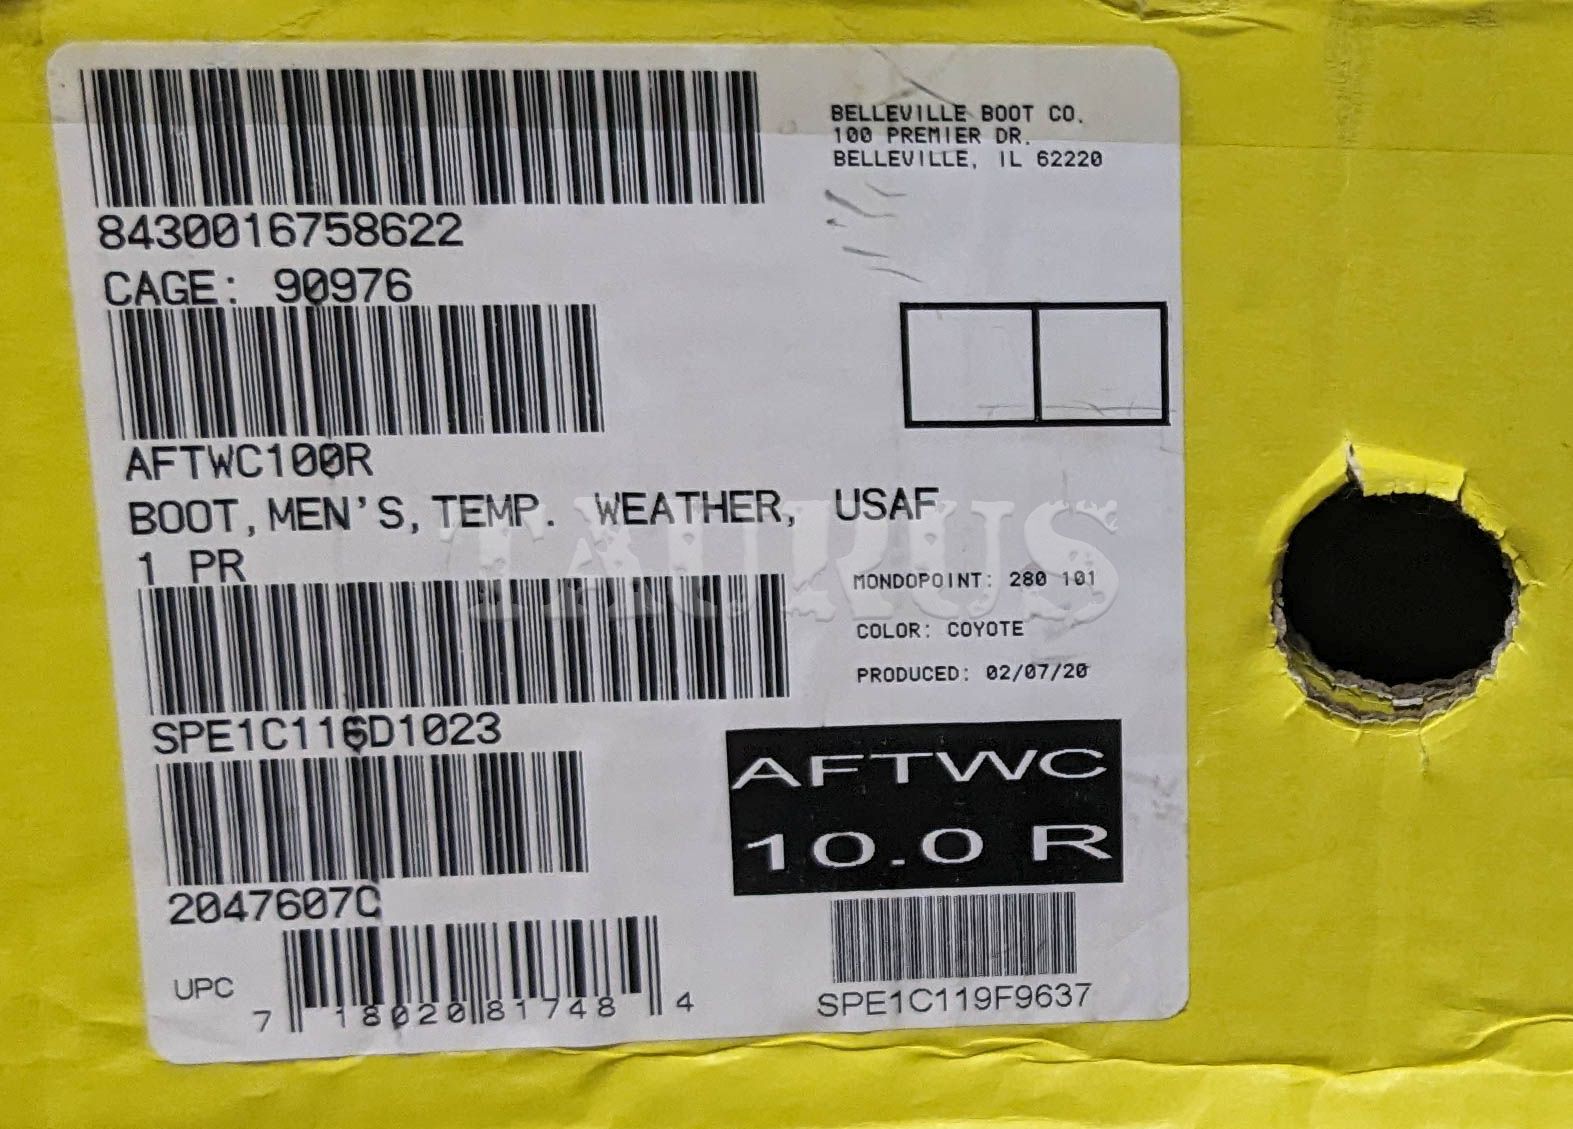 8430016758622
BELLEVILLE BOOT CO.
100 PREMIER DR.
BELLEVILLE, IL 62220
CAGE: 90976
AFTWC100R
BOOT,MEN'S,TEMP. WEATHER, USAF
1 PR
TAURUS
MONDOPOINT: 280 101
COLOR: COYOTE
PRODUCED: 02/07/20
SPE1C116D1023
AFTWC
10.0 R
2047607C
SPE1C119F9637
UPC
7 18020 81748 4